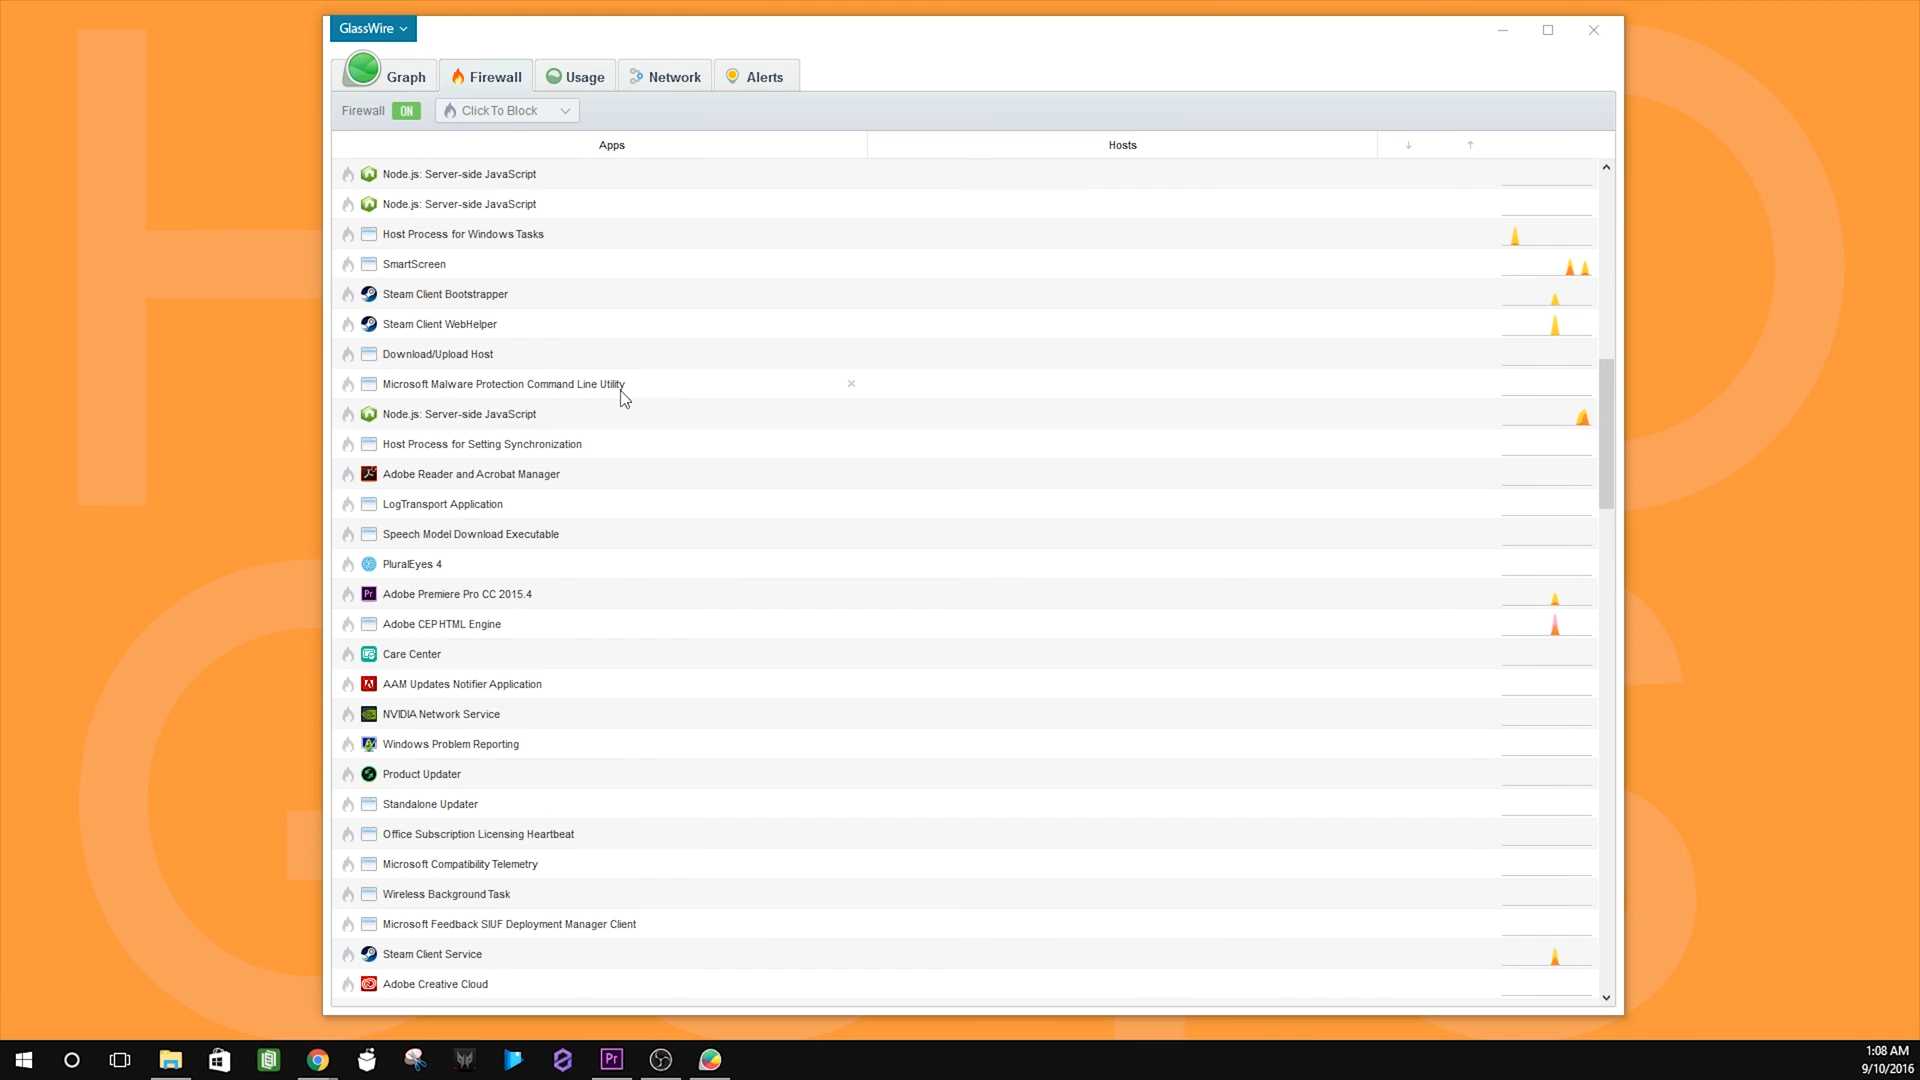 GlassWire
Graph
Firewall
Usage
Network
Alerts
Firewall ON Click To Block
Apps Hosts
Node.js: Server-side JavaScript
Node.js: Server-side JavaScript
Host Process for Windows Tasks
SmartScreen
Steam Client Bootstrapper
Steam Client WebHelper
Download/Upload Host
Microsoft Malware Protection Command Line Utility
Node.js: Server-side JavaScript
Host Process for Setting Synchronization
Adobe Reader and Acrobat Manager
LogTransport Application
Speech Model Download Executable
PluralEyes 4
Pr Adobe Premiere Pro CC 2015.4
Adobe CEP HTML Engine
Care Center
AAM Updates Notifier Application
NVIDIA Network Service
Windows Problem Reporting
Product Updater
Standalone Updater
Office Subscription Licensing Heartbeat
Microsoft Compatibility Telemetry
Wireless Background Task
Microsoft Feedback SIUF Deployment Manager Client
Steam Client Service
Adobe Creative Cloud
Pr
1:08 AM
9/10/2016